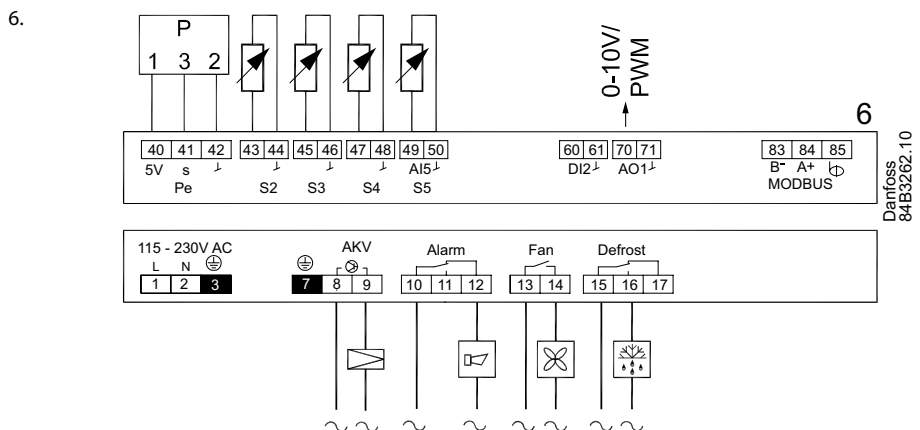 6.
P
1 3 2
0-10V/
PWM
6
40 41 42 43 44 45 46 47 48 49 50 60 61 70 71 83 84 85
5V s AI5 DI2 AO1 B- A+
Pe S2 S3 S4 S5 MODBUS
Danfoss
84B3262.10
115 - 230V AC AKV Alarm Fan Defrost
L N
1 2 3 7 8 9 10 11 12 13 14 15 16 17